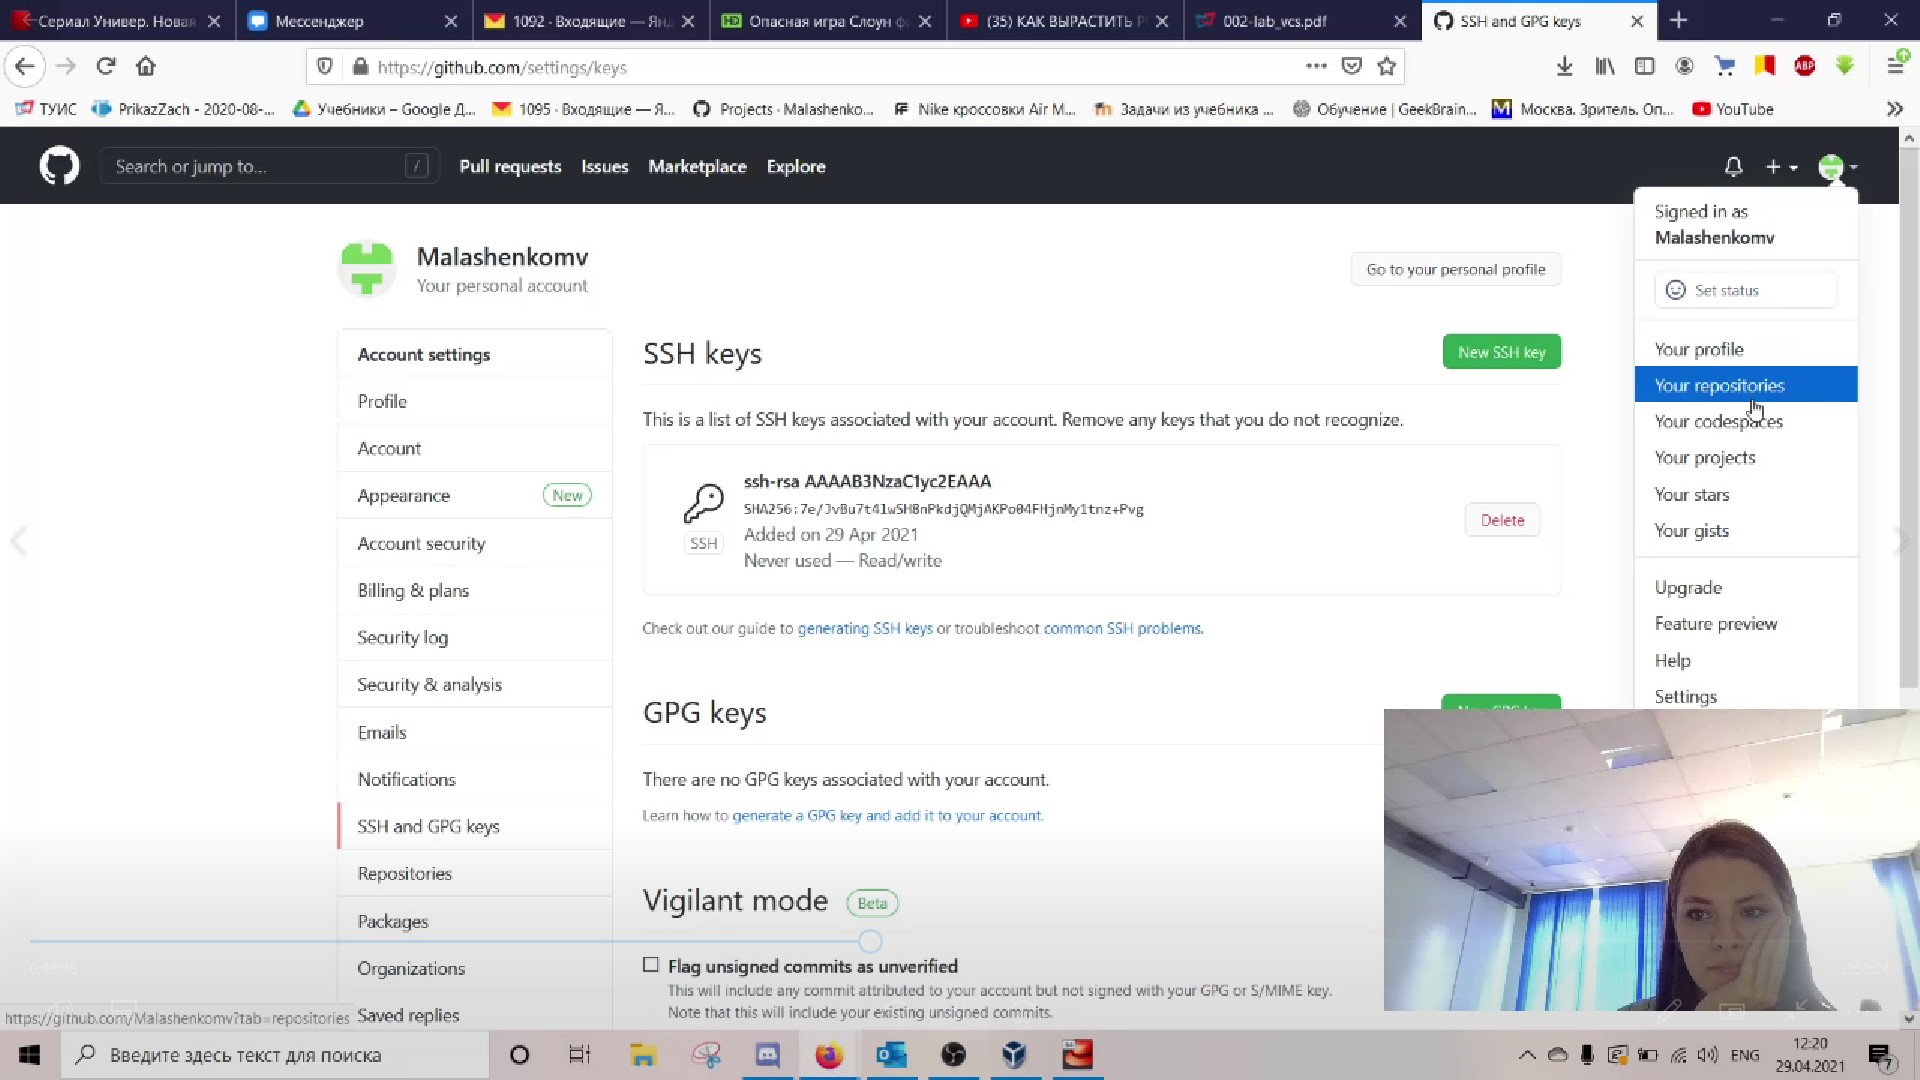 Сериал Универ. Новая
Мессенджер
1092 · Входящие — Янд
Опасная игра Слоун ф
(35) КАК ВЫРАСТИТЬ Р
002-lab_vcs.pdf
SSH and GPG keys
https://github.com/settings/keys
ТУИС
PrikazZach - 2020-08-...
Учебники – Google Д...
1095 · Входящие — Я...
Projects · Malashenko...
Nike кроссовки Air M...
Задачи из учебника ...
Обучение | GeekBrain...
Москва. Зритель. Оп...
YouTube
Search or jump to...
/
Pull requests
Issues
Marketplace
Explore
Signed in as
Malashenkomv
Set status
Your profile
Your repositories
Your codespaces
Your projects
Your stars
Your gists
Upgrade
Feature preview
Help
Settings
Malashenkomv
Your personal account
Go to your personal profile
Account settings
Profile
Account
Appearance New
Account security
Billing & plans
Security log
Security & analysis
Emails
Notifications
SSH and GPG keys
Repositories
Packages
Organizations
Saved replies
SSH keys
New SSH key
This is a list of SSH keys associated with your account. Remove any keys that you do not recognize.
ssh-rsa AAAAB3NzaC1yc2EAAA
SHA256:7e/JvBu7t4lwSHBnPkdjQMjAKPo04FHjnMy1tnz+Pvg
Added on 29 Apr 2021
Never used — Read/write
SSH
Delete
Check out our guide to generating SSH keys or troubleshoot common SSH problems.
GPG keys
There are no GPG keys associated with your account.
Learn how to generate a GPG key and add it to your account.
Vigilant mode Beta
Flag unsigned commits as unverified
This will include any commit attributed to your account but not signed with your GPG or S/MIME key.
Note that this will include your existing unsigned commits.
0:48:08
0:58:24
https://github.com/Malashenkomv?tab=repositories
Введите здесь текст для поиска
ENG
12:20
29.04.2021
7